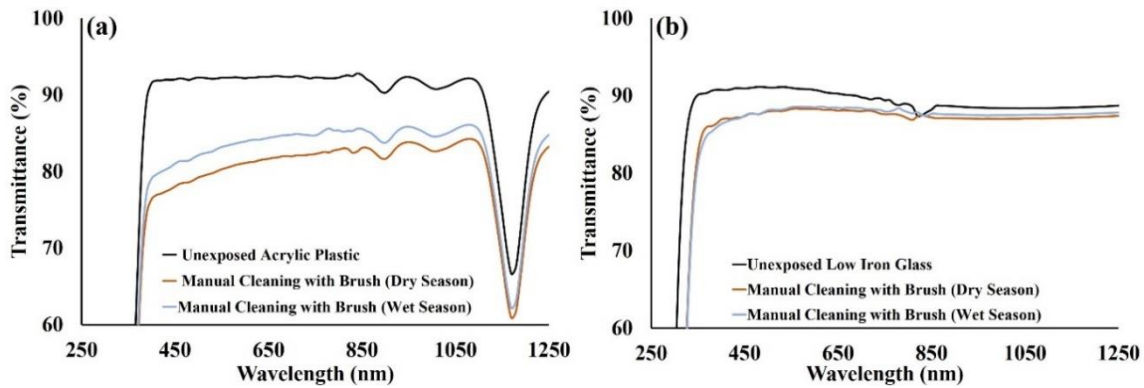 (a)
100
90
80
70
60
Transmittance (%)
Unexposed Acrylic Plastic
Manual Cleaning with Brush (Dry Season)
Manual Cleaning with Brush (Wet Season)
250 450 650 850 1050 1250
Wavelength (nm)
(b)
100
90
80
70
60
Transmittance (%)
Unexposed Low Iron Glass
Manual Cleaning with Brush (Dry Season)
Manual Cleaning with Brush (Wet Season)
250 450 650 850 1050 1250
Wavelength (nm)